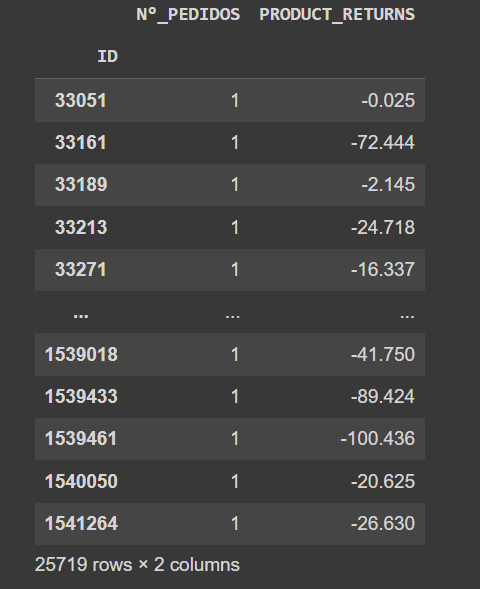 Nº_PEDIDOS PRODUCT_RETURNS
ID
33051 1 -0.025
33161 1 -72.444
33189 1 -2.145
33213 1 -24.718
33271 1 -16.337
... ... ...
1539018 1 -41.750
1539433 1 -89.424
1539461 1 -100.436
1540050 1 -20.625
1541264 1 -26.630
25719 rows × 2 columns